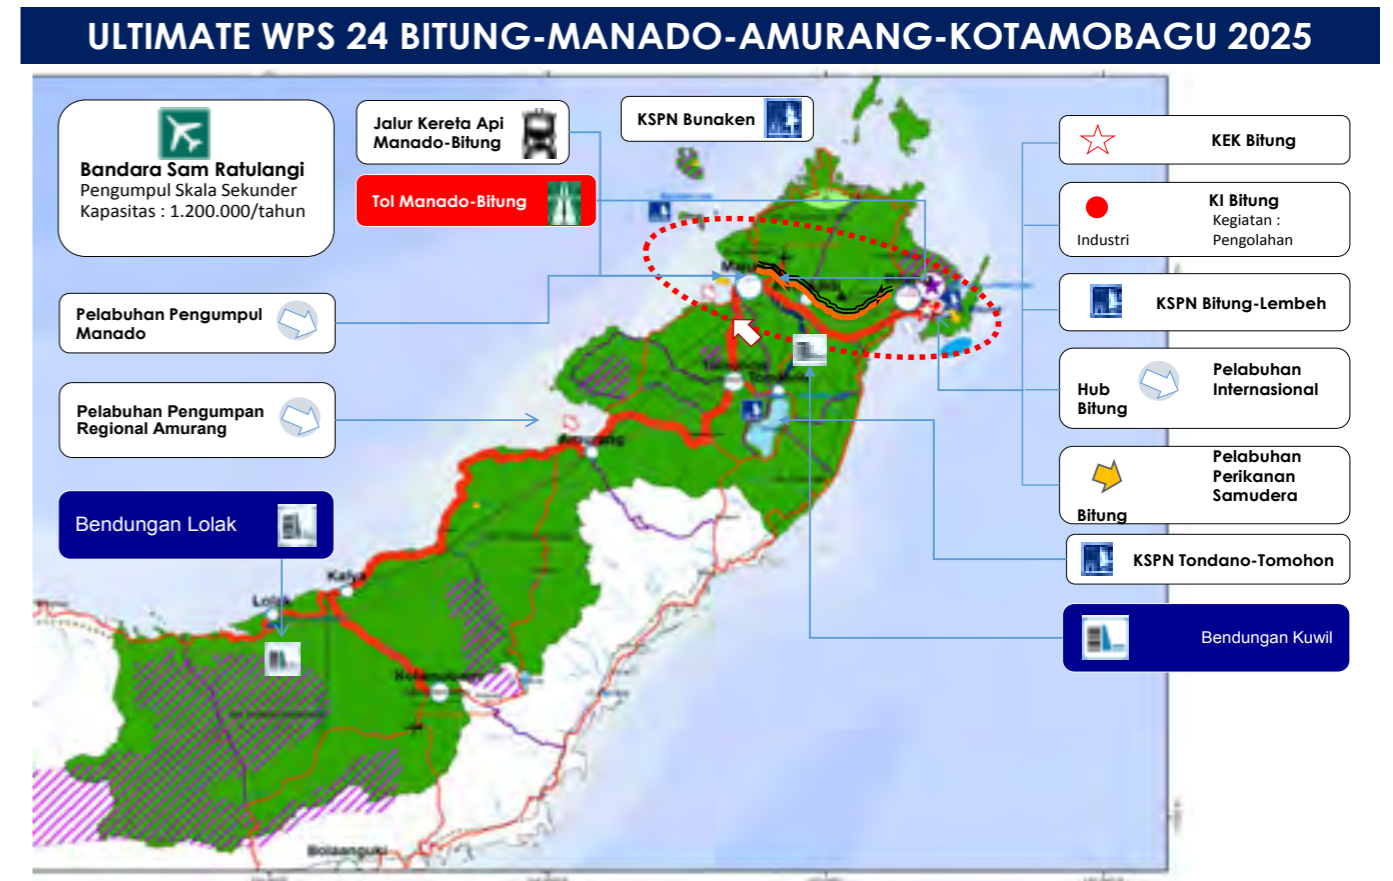 ULTIMATE WPS 24 BITUNG-MANADO-AMURANG-KOTAMOBAGU 2025
Bandara Sam Ratulangi
Pengumpul Skala Sekunder
Kapasitas : 1.200.000/tahun
Jalur Kereta Api
Manado-Bitung
Tol Manado-Bitung
KSPN Bunaken
Pelabuhan Pengumpul
Manado
Pelabuhan Pengumpan
Regional Amurang
Bendungan Lolak
KEK Bitung
KI Bitung
Kegiatan :
Pengolahan
Industri
KSPN Bitung-Lembeh
Pelabuhan
Internasional
Hub
Bitung
Pelabuhan
Perikanan
Samudera
Bitung
KSPN Tondano-Tomohon
Bendungan Kuwil
Amurang
Kaiya
Lolak
Bolaanguki